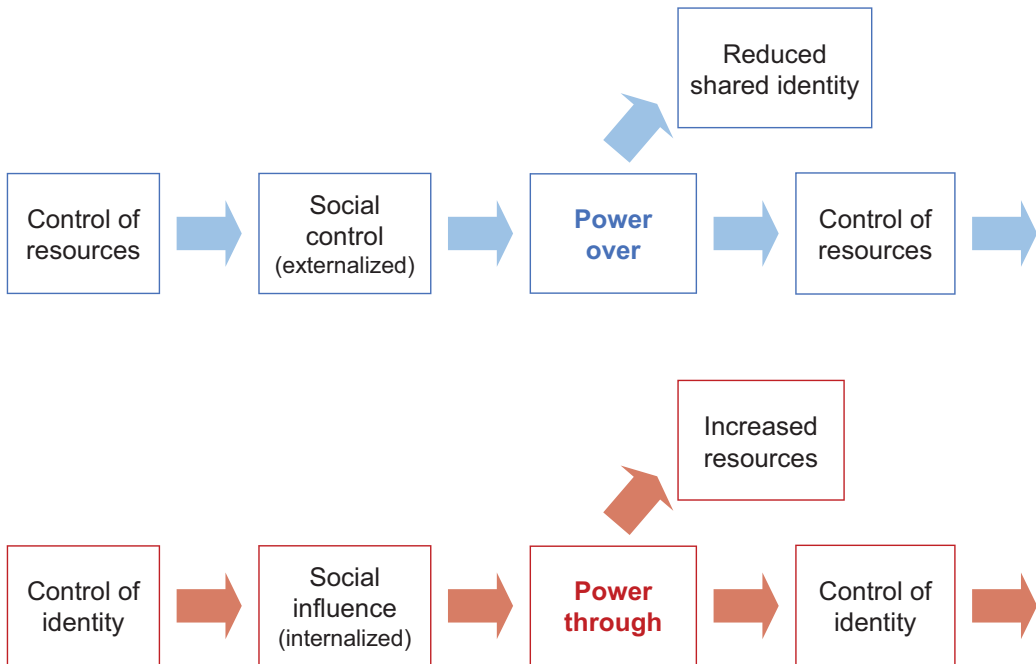 Reduced
shared identity
Control of
resources
Social
control
(externalized)
Power
over
Control of
resources
Increased
resources
Control of
identity
Social
influence
(internalized)
Power
through
Control of
identity